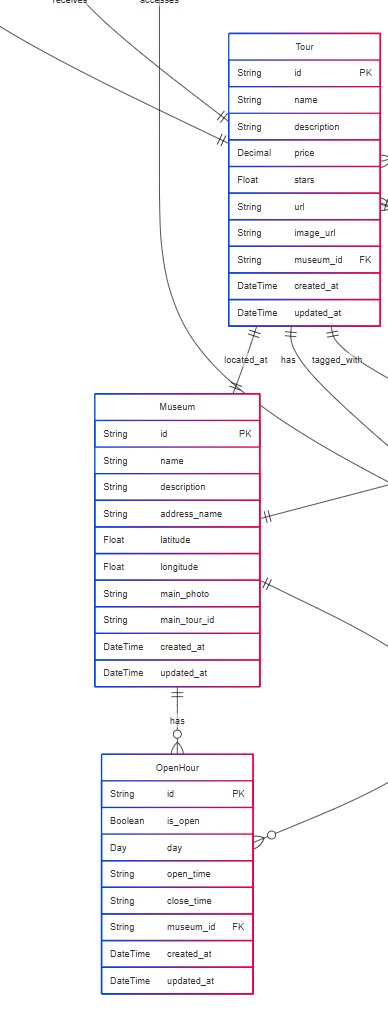 receives accesses
Tour
String id PK
String name
String description
Decimal price
Float stars
String url
String image_url
String museum_id FK
DateTime created_at
DateTime updated_at
located_at has tagged_with
Museum
String id PK
String name
String description
String address_name
Float latitude
Float longitude
String main_photo
String main_tour_id
DateTime created_at
DateTime updated_at
has
OpenHour
String id PK
Boolean is_open
Day day
String open_time
String close_time
String museum_id FK
DateTime created_at
DateTime updated_at